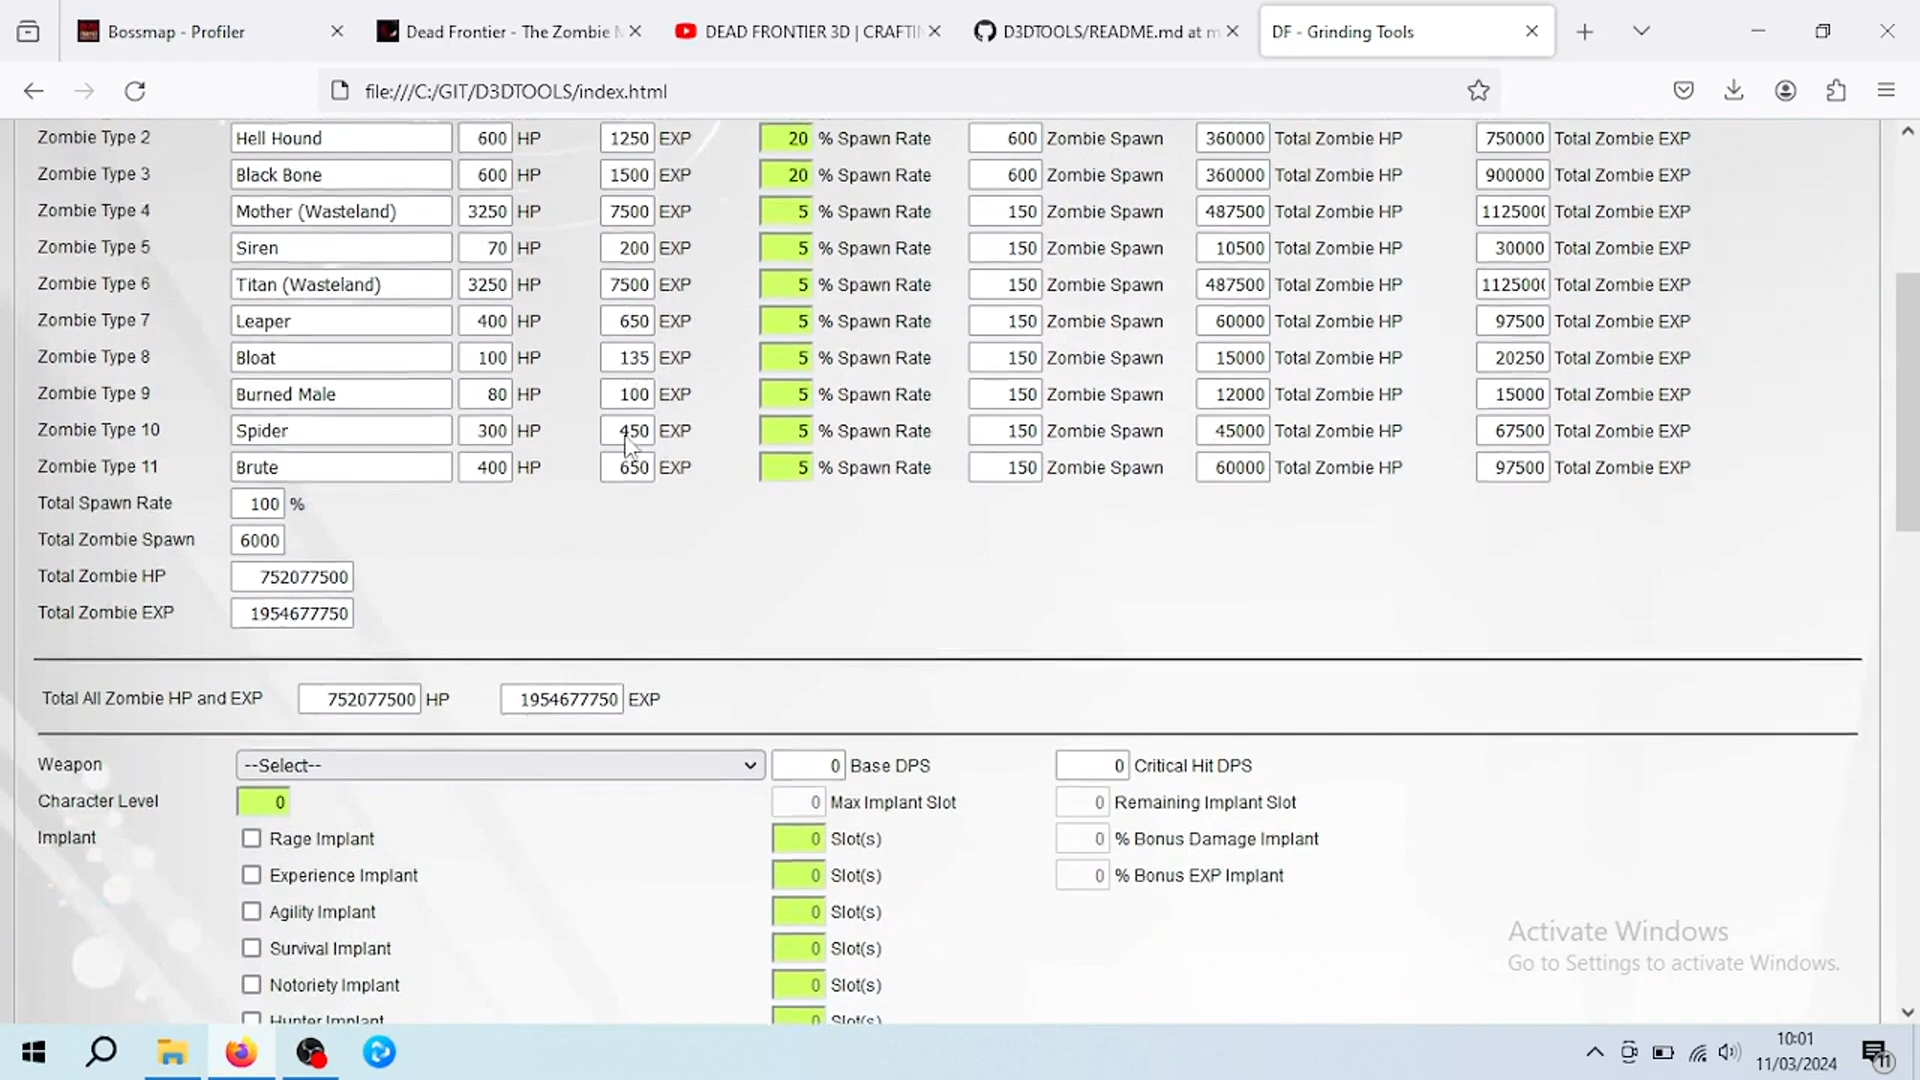 Bossmap - Profiler
Dead Frontier - The Zombie M
DEAD FRONTIER 3D | CRAFTIN
D3DTOOLS/README.md at m
DF - Grinding Tools
file:///C:/GIT/D3DTOOLS/index.html
Zombie Type 2 Hell Hound 600 HP 1250 EXP 20 % Spawn Rate 600 Zombie Spawn 360000 Total Zombie HP 750000 Total Zombie EXP
Zombie Type 3 Black Bone 600 HP 1500 EXP 20 % Spawn Rate 600 Zombie Spawn 360000 Total Zombie HP 900000 Total Zombie EXP
Zombie Type 4 Mother (Wasteland) 3250 HP 7500 EXP 5 % Spawn Rate 150 Zombie Spawn 487500 Total Zombie HP 112500 Total Zombie EXP
Zombie Type 5 Siren 70 HP 200 EXP 5 % Spawn Rate 150 Zombie Spawn 10500 Total Zombie HP 30000 Total Zombie EXP
Zombie Type 6 Titan (Wasteland) 3250 HP 7500 EXP 5 % Spawn Rate 150 Zombie Spawn 487500 Total Zombie HP 112500 Total Zombie EXP
Zombie Type 7 Leaper 400 HP 650 EXP 5 % Spawn Rate 150 Zombie Spawn 60000 Total Zombie HP 97500 Total Zombie EXP
Zombie Type 8 Bloat 100 HP 135 EXP 5 % Spawn Rate 150 Zombie Spawn 15000 Total Zombie HP 20250 Total Zombie EXP
Zombie Type 9 Burned Male 80 HP 100 EXP 5 % Spawn Rate 150 Zombie Spawn 12000 Total Zombie HP 15000 Total Zombie EXP
Zombie Type 10 Spider 300 HP 450 EXP 5 % Spawn Rate 150 Zombie Spawn 45000 Total Zombie HP 67500 Total Zombie EXP
Zombie Type 11 Brute 400 HP 650 EXP 5 % Spawn Rate 150 Zombie Spawn 60000 Total Zombie HP 97500 Total Zombie EXP
Total Spawn Rate 100 %
Total Zombie Spawn 6000
Total Zombie HP 752077500
Total Zombie EXP 1954677750
Total All Zombie HP and EXP 752077500 HP 1954677750 EXP
Weapon --Select-- 0 Base DPS 0 Critical Hit DPS
Character Level 0 0 Max Implant Slot 0 Remaining Implant Slot
Implant Rage Implant 0 Slot(s) 0 % Bonus Damage Implant
Experience Implant 0 Slot(s) 0 % Bonus EXP Implant
Agility Implant 0 Slot(s)
Survival Implant 0 Slot(s)
Notoriety Implant 0 Slot(s)
Hunter Implant 0 Slot(s)
Activate Windows
Go to Settings to activate Windows.
10:01
11/03/2024
11